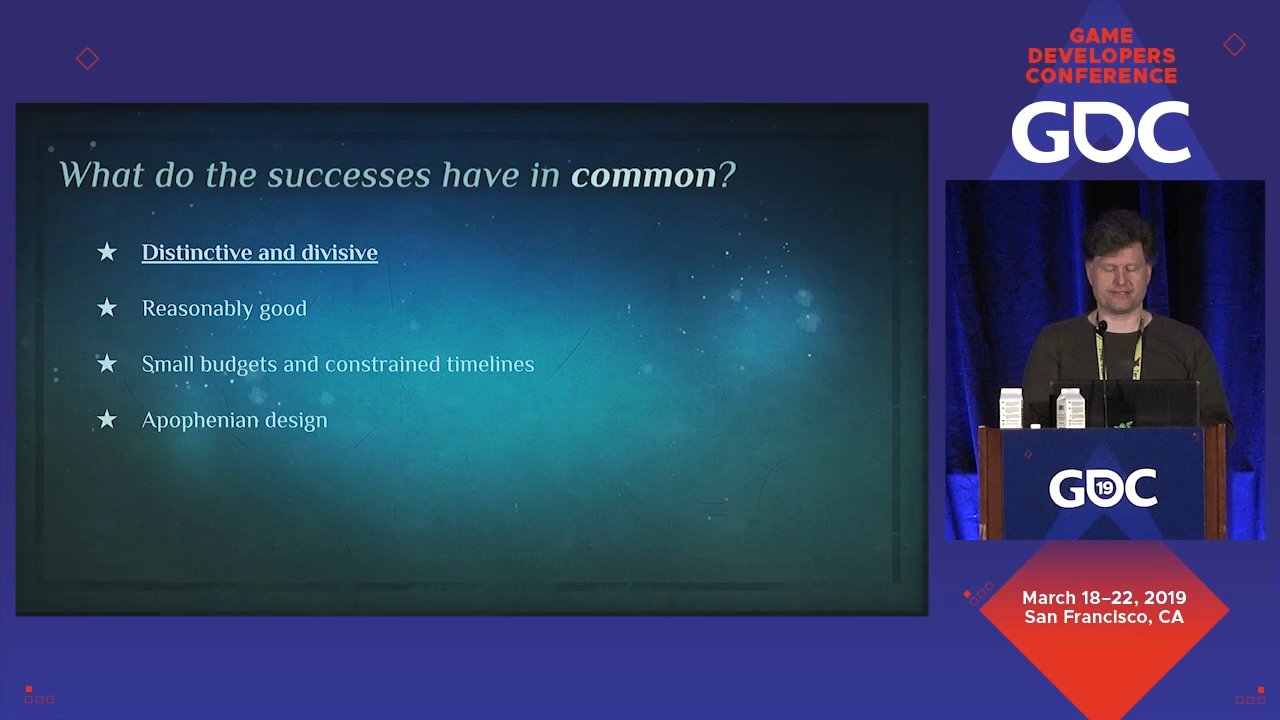 What do the successes have in common?
★ Distinctive and divisive
★ Reasonably good
★ Small budgets and constrained timelines
★ Apophenian design
GAME
DEVELOPERS
CONFERENCE
GDC
GDC
19
March 18–22, 2019
San Francisco, CA